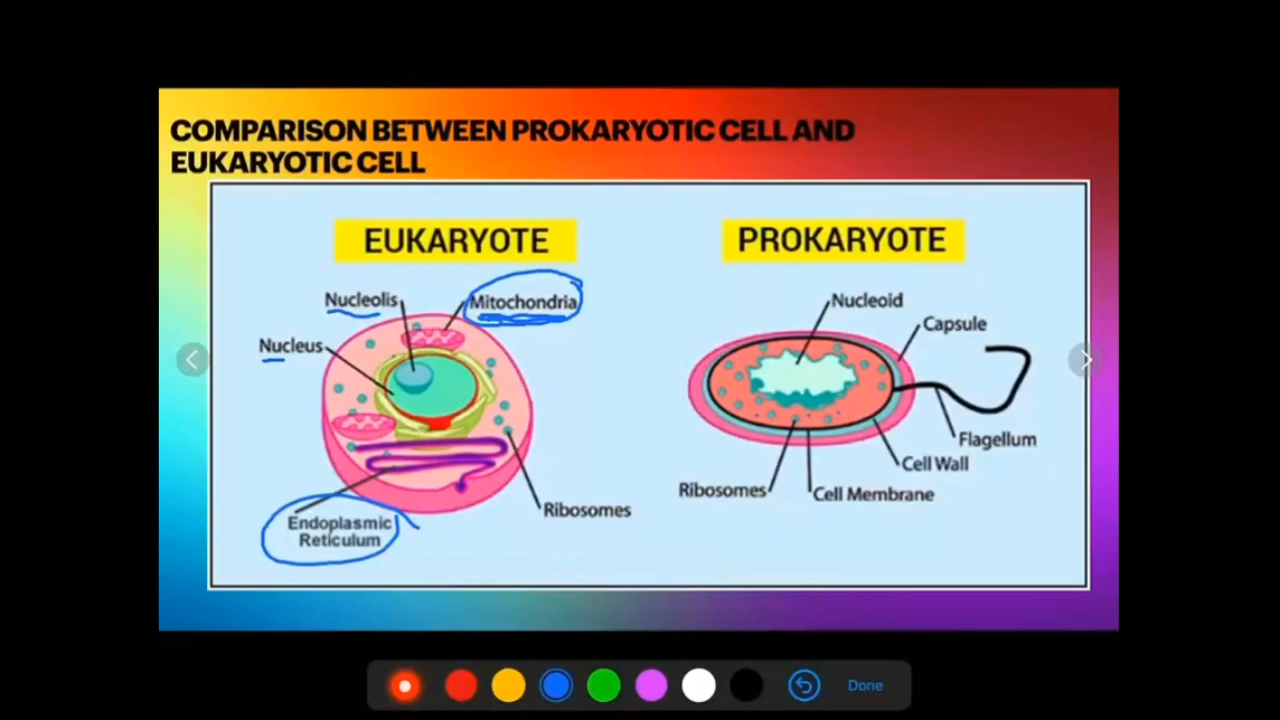 COMPARISON BETWEEN PROKARYOTIC CELL AND
EUKARYOTIC CELL
EUKARYOTE
PROKARYOTE
Nucleolis
Mitochondria
Nucleus
Endoplasmic
Reticulum
Ribosomes
Nucleoid
Capsule
Flagellum
Cell Wall
Cell Membrane
Ribosomes
Done